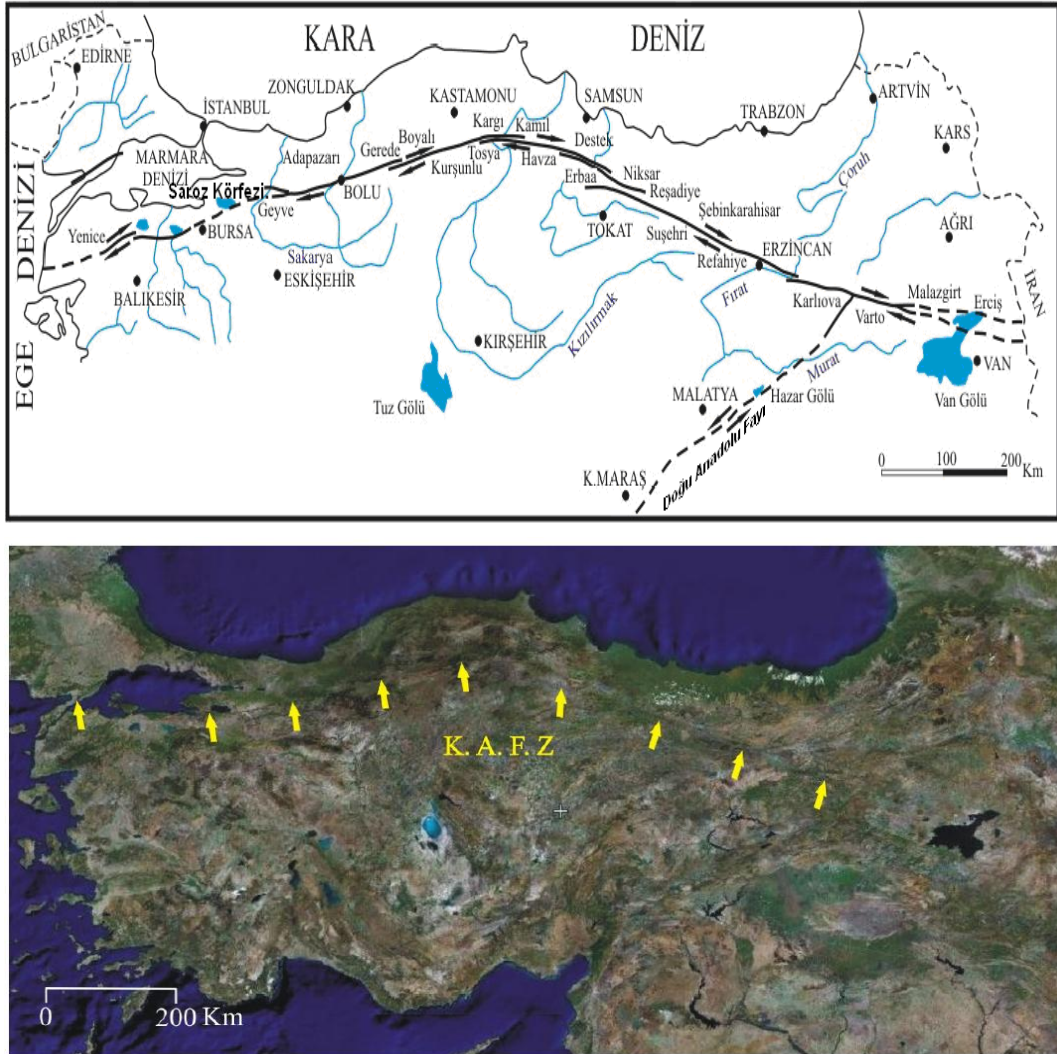 KARA DENİZ
BULGARİSTAN
EDİRNE
ZONGULDAK
İSTANBUL
KASTAMONU
SAMSUN
TRABZON
ARTVİN
KARS
MARMARA
DENİZİ
Saroz Körfezi
Adapazarı
Gerede
Boyalı
Kargı
Kamil
Destek
Tosya
Havza
Kurşunlu
Çoruh
Erbaa
Niksar
Reşadiye
BOLU
Geyve
Yenice
BURSA
Sakarya
ESKİŞEHİR
TOKAT
Şebinkarahisar
Suşehri
Refahiye
ERZİNCAN
AĞRI
BALIKESİR
Fırat
Karlıova
Malazgirt
Erciş
İRAN
Varto
EGE DENİZİ
KIRŞEHİR
Kızılırmak
Murat
VAN
Van Gölü
Tuz Gölü
MALATYA
Hazar Gölü
Doğu Anadolu Fayı
K.MARAŞ
0 100 200 Km
K. A. F. Z
0 200 Km